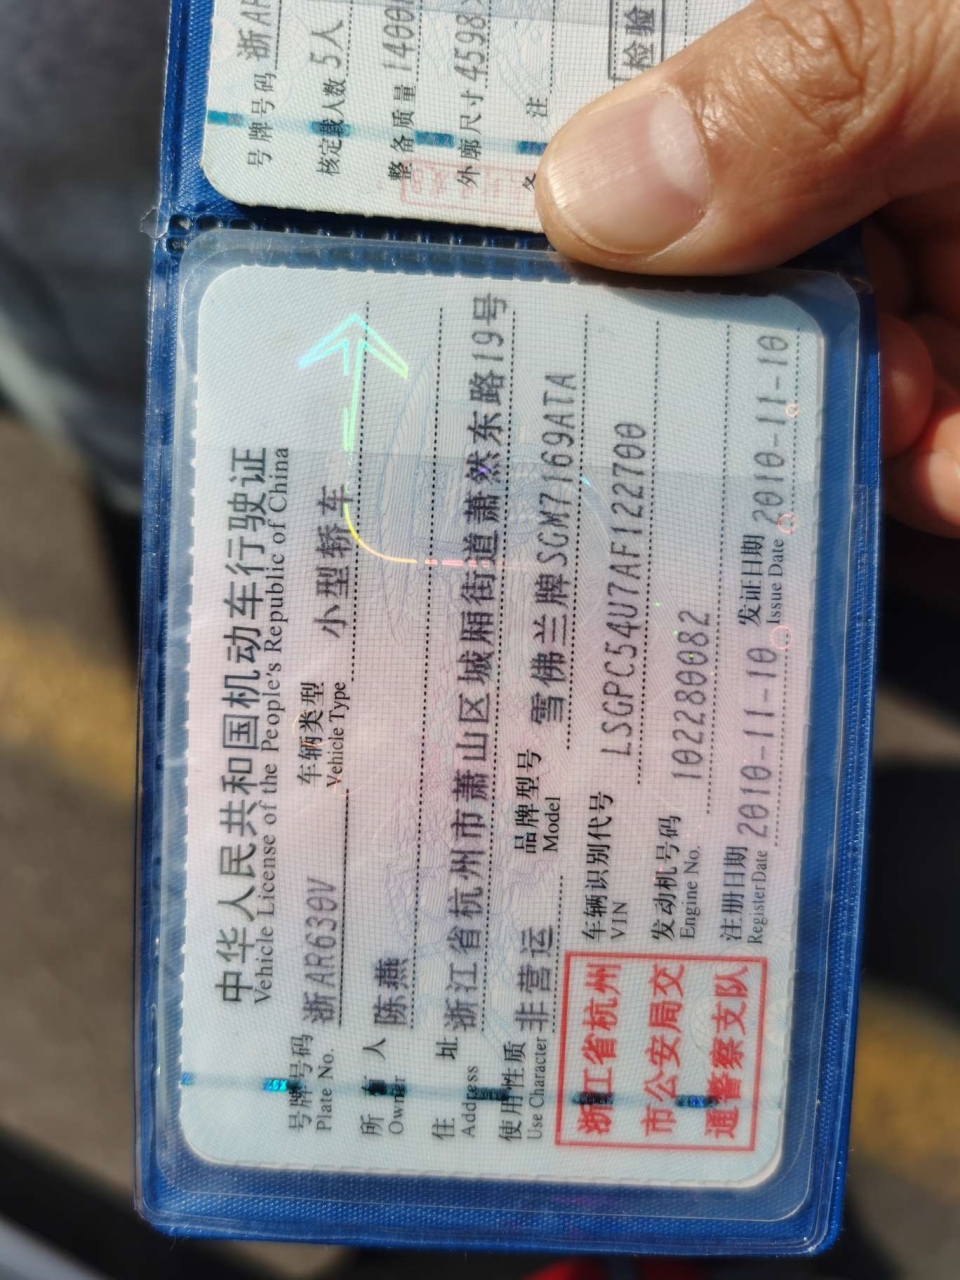 号牌号码 浙AR
核定载人数 5人
整备质量 1400
外廓尺寸 4598
注
检验
中华人民共和国机动车行驶证
Vehicle License of the People's Republic of China
号牌号码 浙AR639V 车辆类型 小型轿车
Plate No. Vehicle Type
所有人 陈燕
Owner
住址 浙江省杭州市萧山区城厢街道萧然东路19号
Address
使用性质 非营运 品牌型号 雪佛兰牌SGM7169ATA
Use Character Model
浙江省杭州
市公安局交
通警察支队
车辆识别代号 LSGPC54U7AF122700
VIN
发动机号码 102280082
Engine No.
注册日期 2010-11-10 发证日期 2010-11-10
Register Date Issue Date